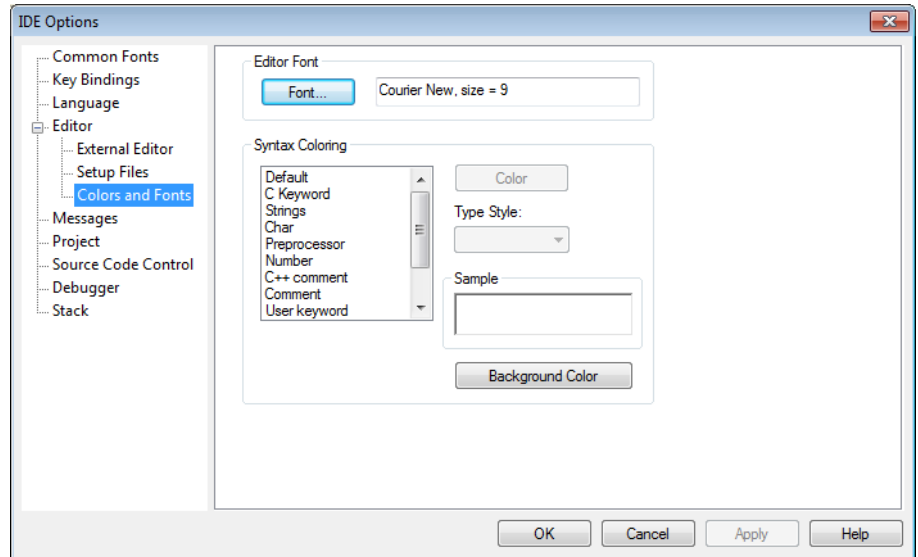 IDE Options
Common Fonts
Key Bindings
Language
Editor
External Editor
Setup Files
Colors and Fonts
Messages
Project
Source Code Control
Debugger
Stack
Editor Font
Font...
Courier New, size = 9
Syntax Coloring
Default
C Keyword
Strings
Char
Preprocessor
Number
C++ comment
Comment
User keyword
Color
Type Style:
Sample
Background Color
OK
Cancel
Apply
Help